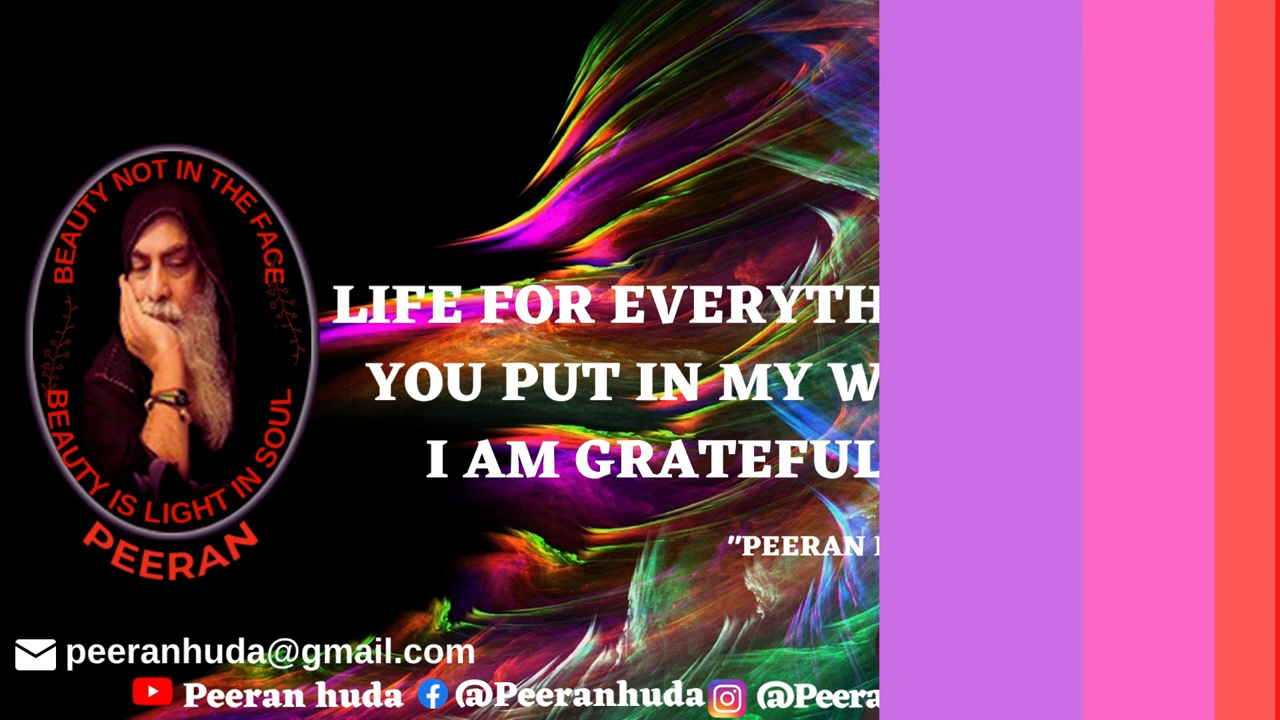 BEAUTY NOT IN THE FACE
BEAUTY IS LIGHT IN SOUL
PEERAN
LIFE FOR EVERYTH
YOU PUT IN MY W
I AM GRATEFUL
"PEERAN
peeranhuda@gmail.com
Peeran huda @Peeranhuda @Peera